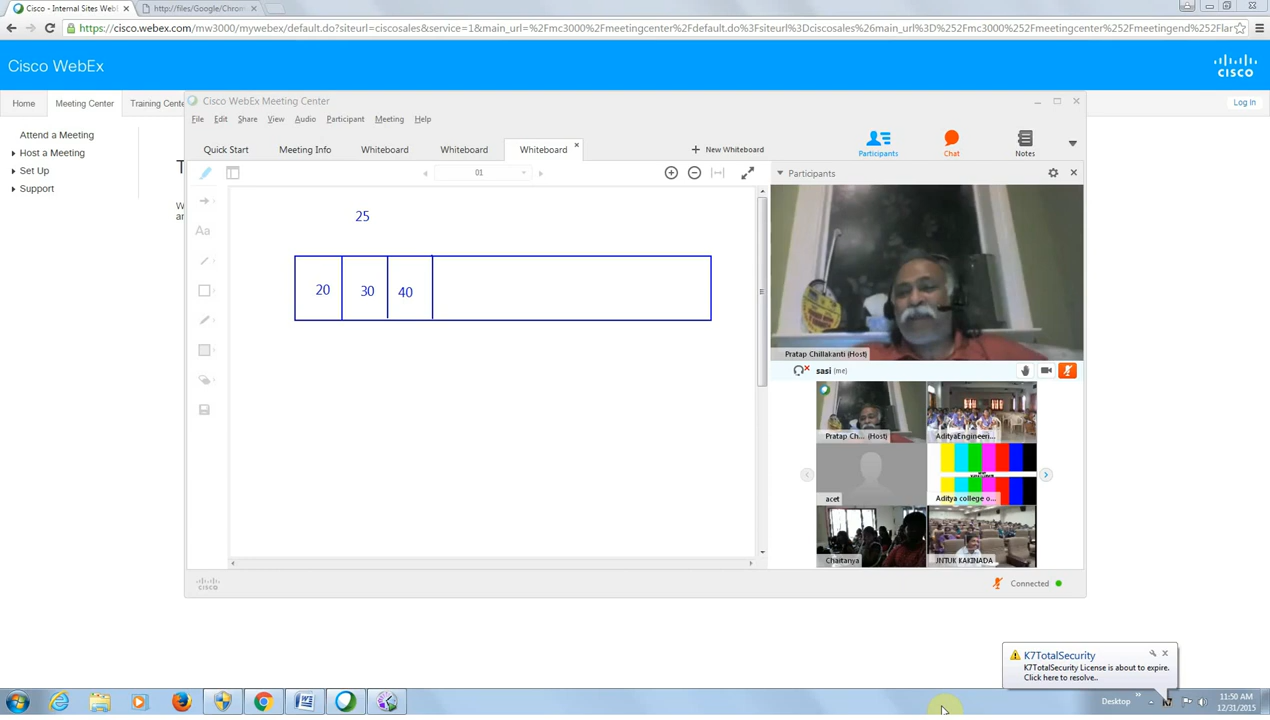 Cisco - Internal Sites Web
http://files/Google/Chrom
https://cisco.webex.com/mw3000/mywebex/default.do?siteurl=ciscosales&service=1&main_url=%2Fmc3000%2Fmeetingcenter%2Fdefault.do%3Fsiteurl%3Dciscosales%26main_url%3D%252Fmc3000%252Fmeetingcenter%252Fmeetingend%252Flar
Cisco WebEx
CISCO
Home Meeting Center Training Cente
Log In
Attend a Meeting
Host a Meeting
Set Up
Support
T
W
ar
Cisco WebEx Meeting Center
File Edit Share View Audio Participant Meeting Help
Quick Start Meeting Info Whiteboard Whiteboard Whiteboard New Whiteboard
Participants Chat Notes
01
Aa
25
20 30 40
Participants
Pratap Chillakanti (Host)
sasi (me)
Pratap Ch... (Host)
AdityaEngineeri...
acet
Aditya college o...
Chaitanya
JNTUK KAKINADA
CISCO
Connected
K7TotalSecurity
K7TotalSecurity License is about to expire.
Click here to resolve..
Desktop
11:50 AM
12/31/2015